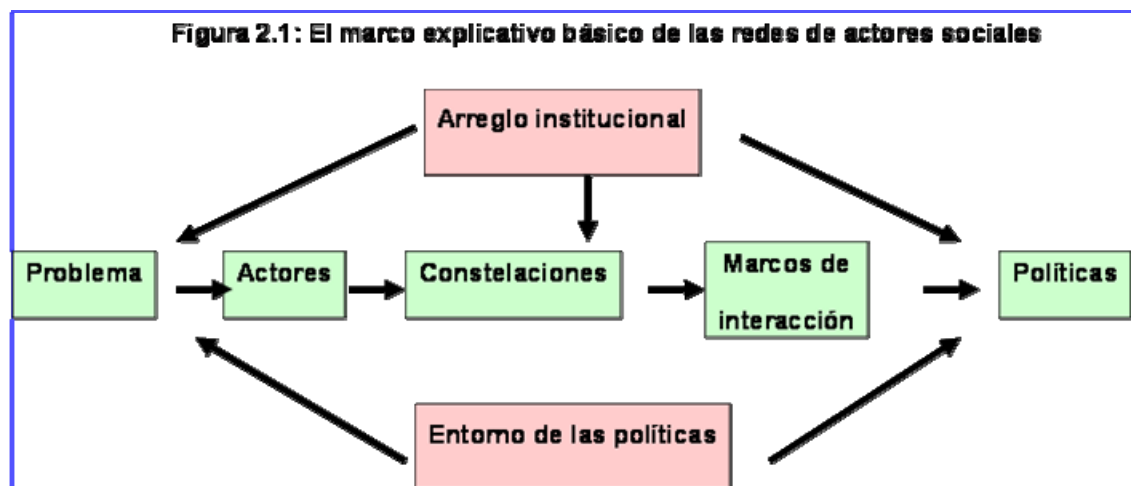 Figura 2.1: El marco explicativo básico de las redes de actores sociales
Arreglo institucional
Problema
Actores
Constelaciones
Marcos de
interacción
Políticas
Entorno de las políticas